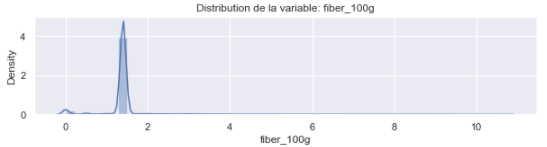 Distribution de la variable: fiber_100g
Density
4
2
0
0 2 4 6 8 10
fiber_100g